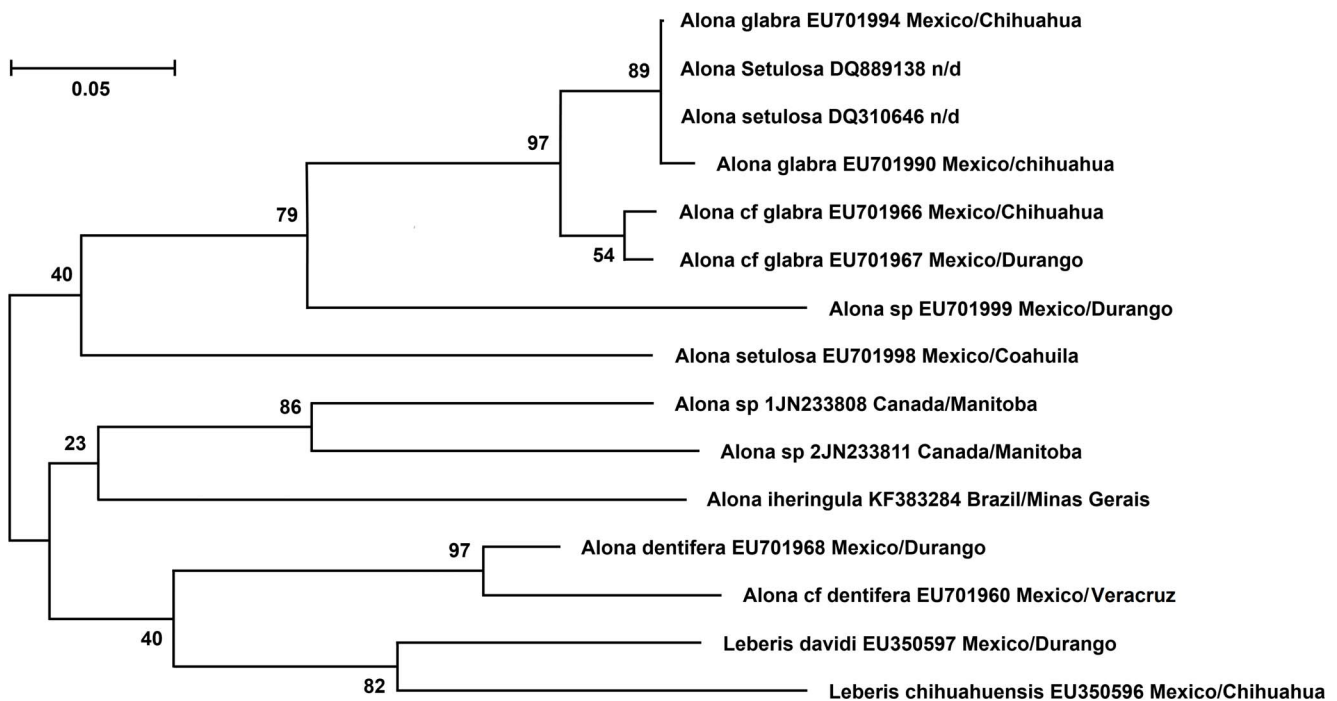 Alona glabra EU701994 Mexico/Chihuahua
0.05
89
Alona Setulosa DQ889138 n/d
Alona setulosa DQ310646 n/d
97
Alona glabra EU701990 Mexico/chihuahua
79
Alona cf glabra EU701966 Mexico/Chihuahua
54
Alona cf glabra EU701967 Mexico/Durango
40
Alona sp EU701999 Mexico/Durango
Alona setulosa EU701998 Mexico/Coahuila
86
Alona sp 1JN233808 Canada/Manitoba
23
Alona sp 2JN233811 Canada/Manitoba
Alona iheringula KF383284 Brazil/Minas Gerais
97
Alona dentifera EU701968 Mexico/Durango
Alona cf dentifera EU701960 Mexico/Veracruz
40
Leberis davidi EU350597 Mexico/Durango
82
Leberis chihuahuensis EU350596 Mexico/Chihuahua